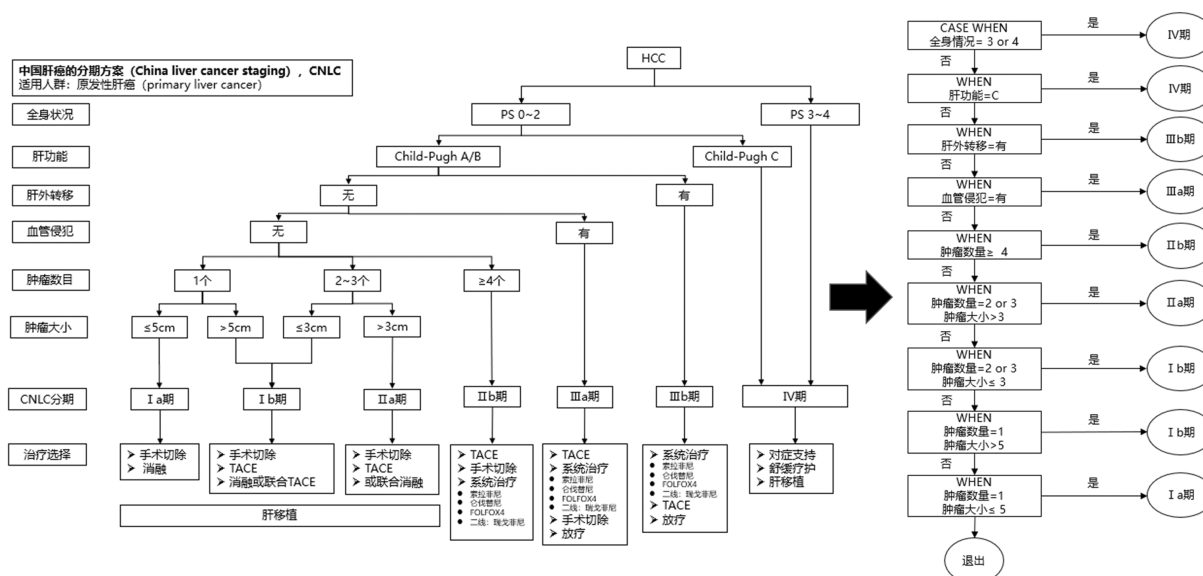 中国肝癌的分期方案（China liver cancer staging）, CNLC
适用人群：原发性肝癌（primary liver cancer）
HCC
全身状况
PS 0~2
PS 3~4
肝功能
Child-Pugh A/B
Child-Pugh C
肝外转移
无
有
血管侵犯
无
有
肿瘤数目
1个
2~3个
≥4个
肿瘤大小
≤5cm
>5cm
≤3cm
>3cm
CNLC分期
Ⅰa期
Ⅰb期
Ⅱa期
Ⅱb期
Ⅲa期
Ⅲb期
Ⅳ期
治疗选择
➢ 手术切除
➢ 消融
➢ 手术切除
➢ TACE
➢ 消融或联合TACE
➢ 手术切除
➢ TACE
➢ 或联合消融
肝移植
➢ TACE
➢ 手术切除
➢ 系统治疗
● 索拉非尼
● 仑伐替尼
● FOLFOX4
● 二线：瑞戈非尼
➢ TACE
➢ 系统治疗
● 索拉非尼
● 仑伐替尼
● FOLFOX4
● 二线：瑞戈非尼
➢ 手术切除
➢ 放疗
➢ 系统治疗
● 索拉非尼
● 仑伐替尼
● FOLFOX4
● 二线：瑞戈非尼
➢ TACE
➢ 放疗
➢ 对症支持
➢ 舒缓疗护
➢ 肝移植
CASE WHEN
全身情况= 3 or 4
是
Ⅳ期
否
WHEN
肝功能=C
是
Ⅳ期
否
WHEN
肝外转移=有
是
Ⅲb期
否
WHEN
血管侵犯=有
是
Ⅲa期
否
WHEN
肿瘤数量≥ 4
是
Ⅱb期
否
WHEN
肿瘤数量=2 or 3
肿瘤大小>3
是
Ⅱa期
否
WHEN
肿瘤数量=2 or 3
肿瘤大小≤ 3
是
Ⅰb期
否
WHEN
肿瘤数量=1
肿瘤大小>5
是
Ⅰb期
否
WHEN
肿瘤数量=1
肿瘤大小≤ 5
是
Ⅰa期
退出